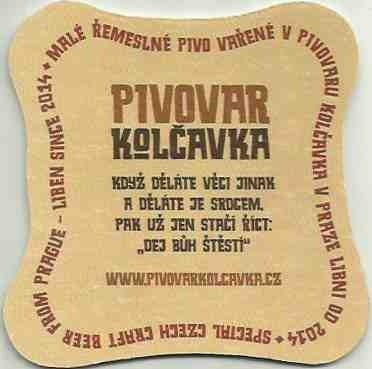 PIVOVAR
KOLČAVKA
KDYŽ DĚLÁTE VĚCI JINAK
A DĚLÁTE JE SRDCEM,
PAK UŽ JEN STAČÍ ŘÍCT:
„DEJ BŮH ŠTĚSTÍ"
WWW.PIVOVARKOLCAVKA.CZ
MALÉ ŘEMESLNÉ PIVO VAŘENÉ V PIVOVARU KOLČAVKA V PRAZE LIBNI OD 2014 • SPECIAL CZECH CRAFT BEER FROM PRAGUE – LIBEN SINCE 2014 •